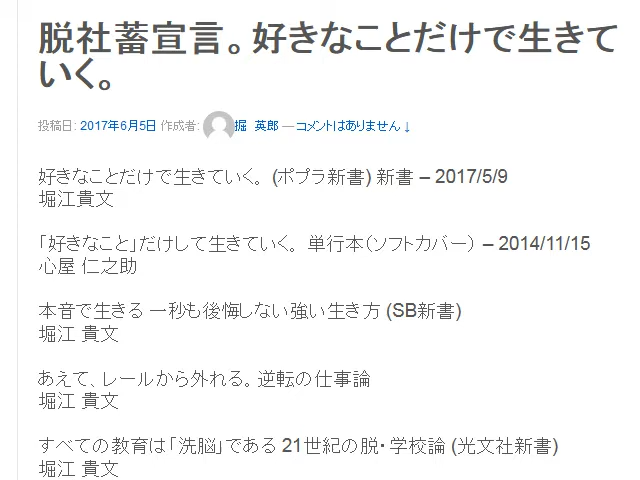 脱社蓄宣言。好きなことだけで生きて
いく。
投稿日: 2017年6月5日 作成者: 堀 英郎 — コメントはありません ↓
好きなことだけで生きていく。 (ポプラ新書) 新書 – 2017/5/9
堀江貴文
「好きなこと」だけして生きていく。 単行本（ソフトカバー） – 2014/11/15
心屋 仁之助
本音で生きる 一秒も後悔しない強い生き方 (SB新書)
堀江 貴文
あえて、レールから外れる。逆転の仕事論
堀江 貴文
すべての教育は「洗脳」である 21世紀の脱・学校論 (光文社新書)
堀江 貴文